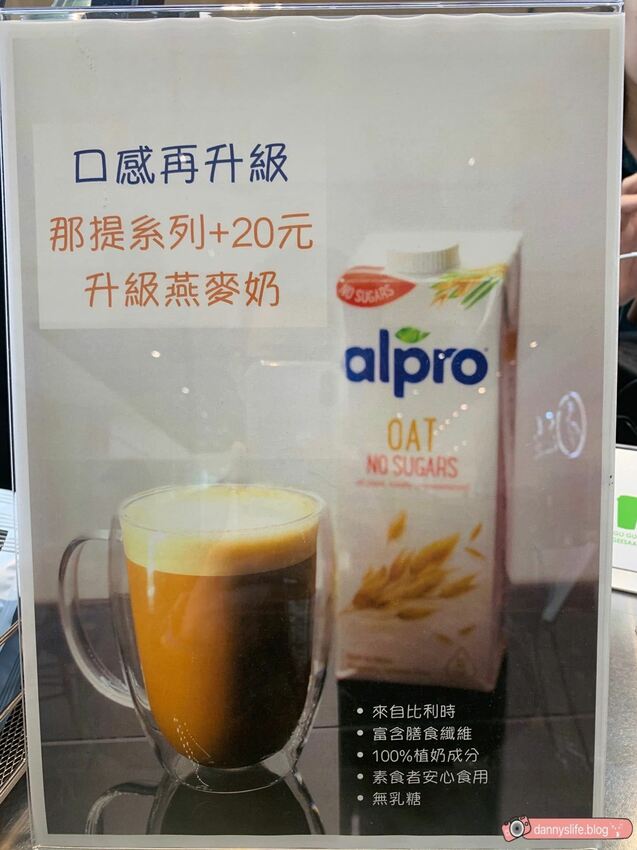 口感再升級
那提系列+20元
升級燕麥奶
NO SUGARS
alpro
OAT
NO SUGARS
• 來自比利時
• 富含膳食纖維
• 100%植奶成分
• 素食者安心食用
• 無乳糖
dannyslife.blog